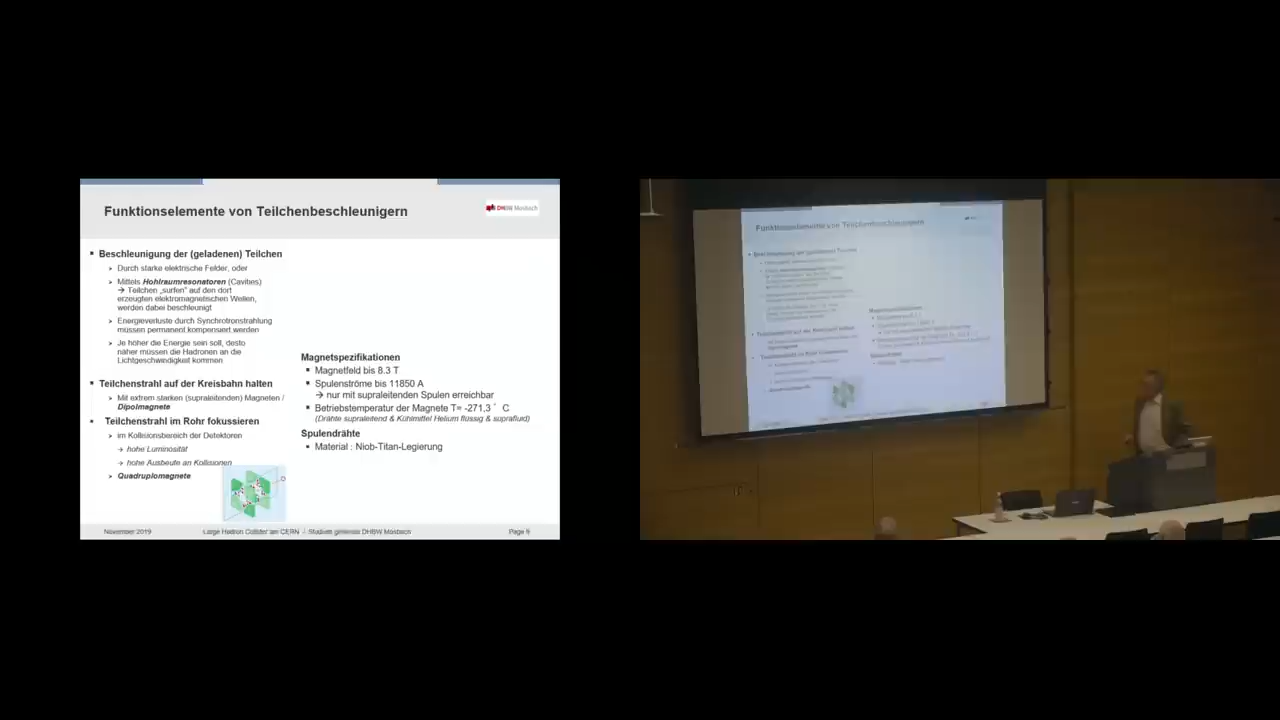 Funktionselemente von Teilchenbeschleunigern
DHBW Mosbach
Beschleunigung der (geladenen) Teilchen
Durch starke elektrische Felder, oder
Mittels Hohlraumresonatoren (Cavities)
→ Teilchen „surfen" auf den dort
erzeugten elektromagnetischen Wellen,
werden dabei beschleunigt
Energieverluste durch Synchrotronstrahlung
müssen permanent kompensiert werden
Je höher die Energie sein soll, desto
näher müssen die Hadronen an die
Lichtgeschwindigkeit kommen
Teilchenstrahl auf der Kreisbahn halten
Mit extrem starken (supraleitenden) Magneten /
Dipolmagnete
Teilchenstrahl im Rohr fokussieren
im Kollisionsbereich der Detektoren
→ hohe Luminosität
→ hohe Ausbeute an Kollisionen
Quadrupolmagnete
Magnetspezifikationen
Magnetfeld bis 8.3 T
Spulenströme bis 11850 A
→ nur mit supraleitenden Spulen erreichbar
Betriebstemperatur der Magnete T= -271,3 ´ C
(Drähte supraleitend & Kühlmittel Helium flüssig & suprafluid)
Spulendrähte
Material : Niob-Titan-Legierung
November 2019
Large Hadron Collider am CERN / Studium generale DHBW Mosbach
Page 9
Funktionselemente von Teilchenbeschleunigern